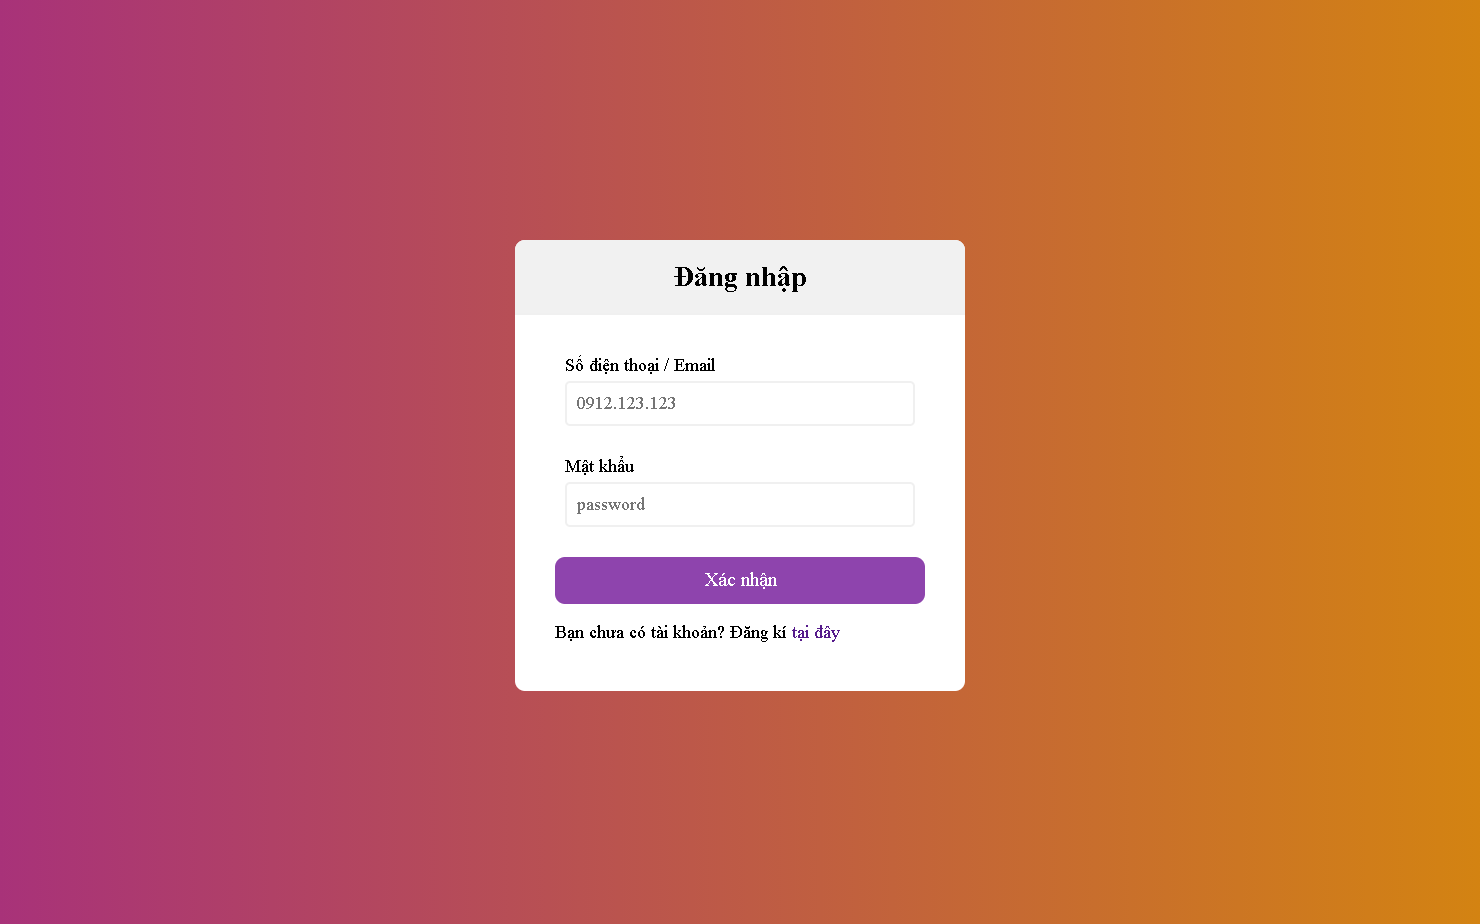 Đăng nhập
Số điện thoại / Email
0912.123.123
Mật khẩu
password
Xác nhận
Bạn chưa có tài khoản? Đăng kí tại đây